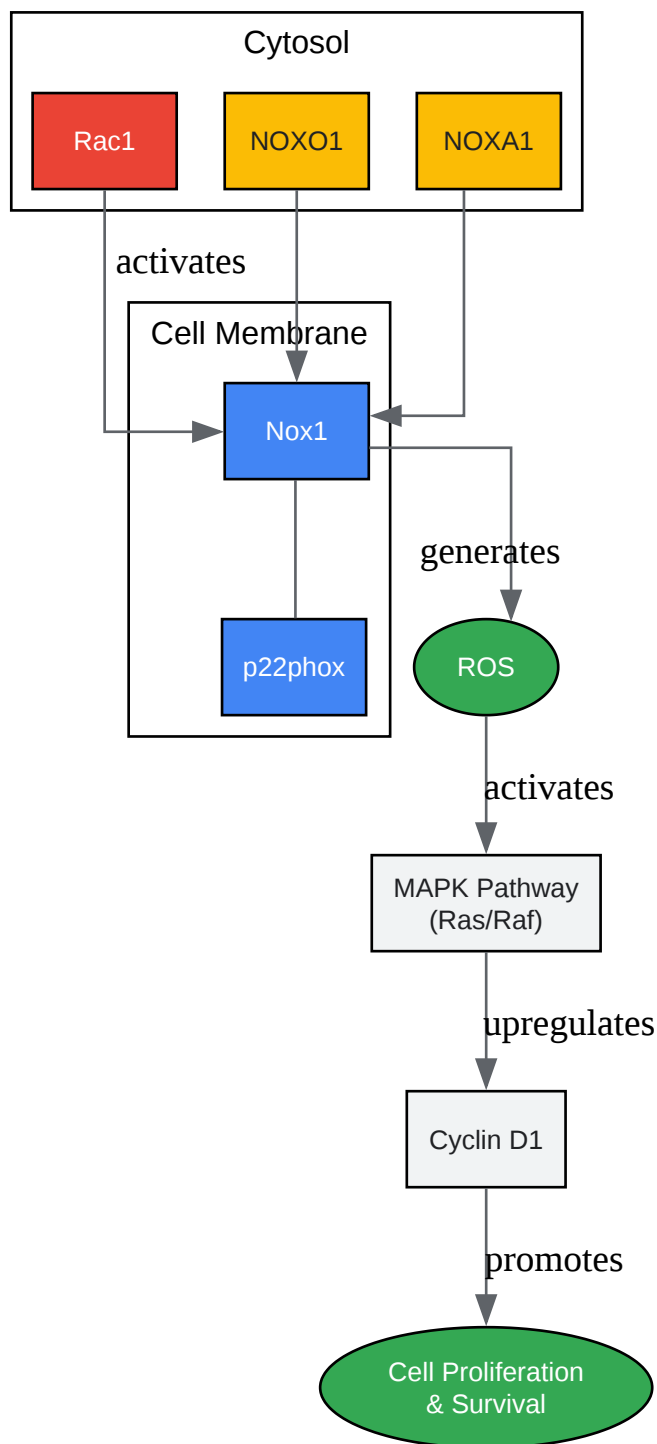 Cytosol
Rac1
NOXO1
NOXA1
activates
Cell Membrane
Nox1
generates
p22phox
ROS
activates
MAPK Pathway
(Ras/Raf)
upregulates
Cyclin D1
promotes
Cell Proliferation
& Survival